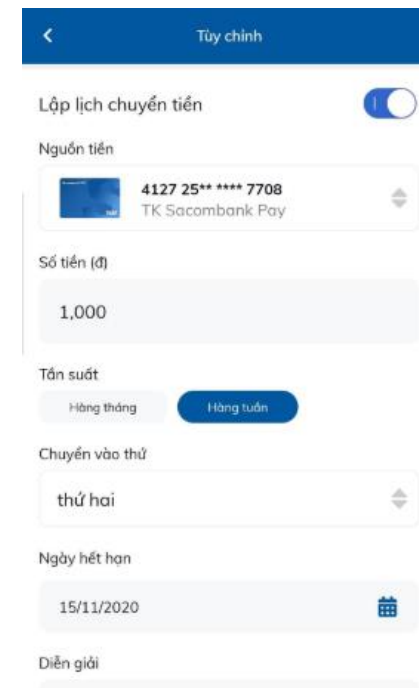 Tùy chỉnh
Lập lịch chuyển tiền
Nguồn tiền
4127 25** **** 7708
TK Sacombank Pay
Số tiền (đ)
1,000
Tần suất
Hàng tháng Hàng tuần
Chuyển vào thứ
thứ hai
Ngày hết hạn
15/11/2020
Diễn giải